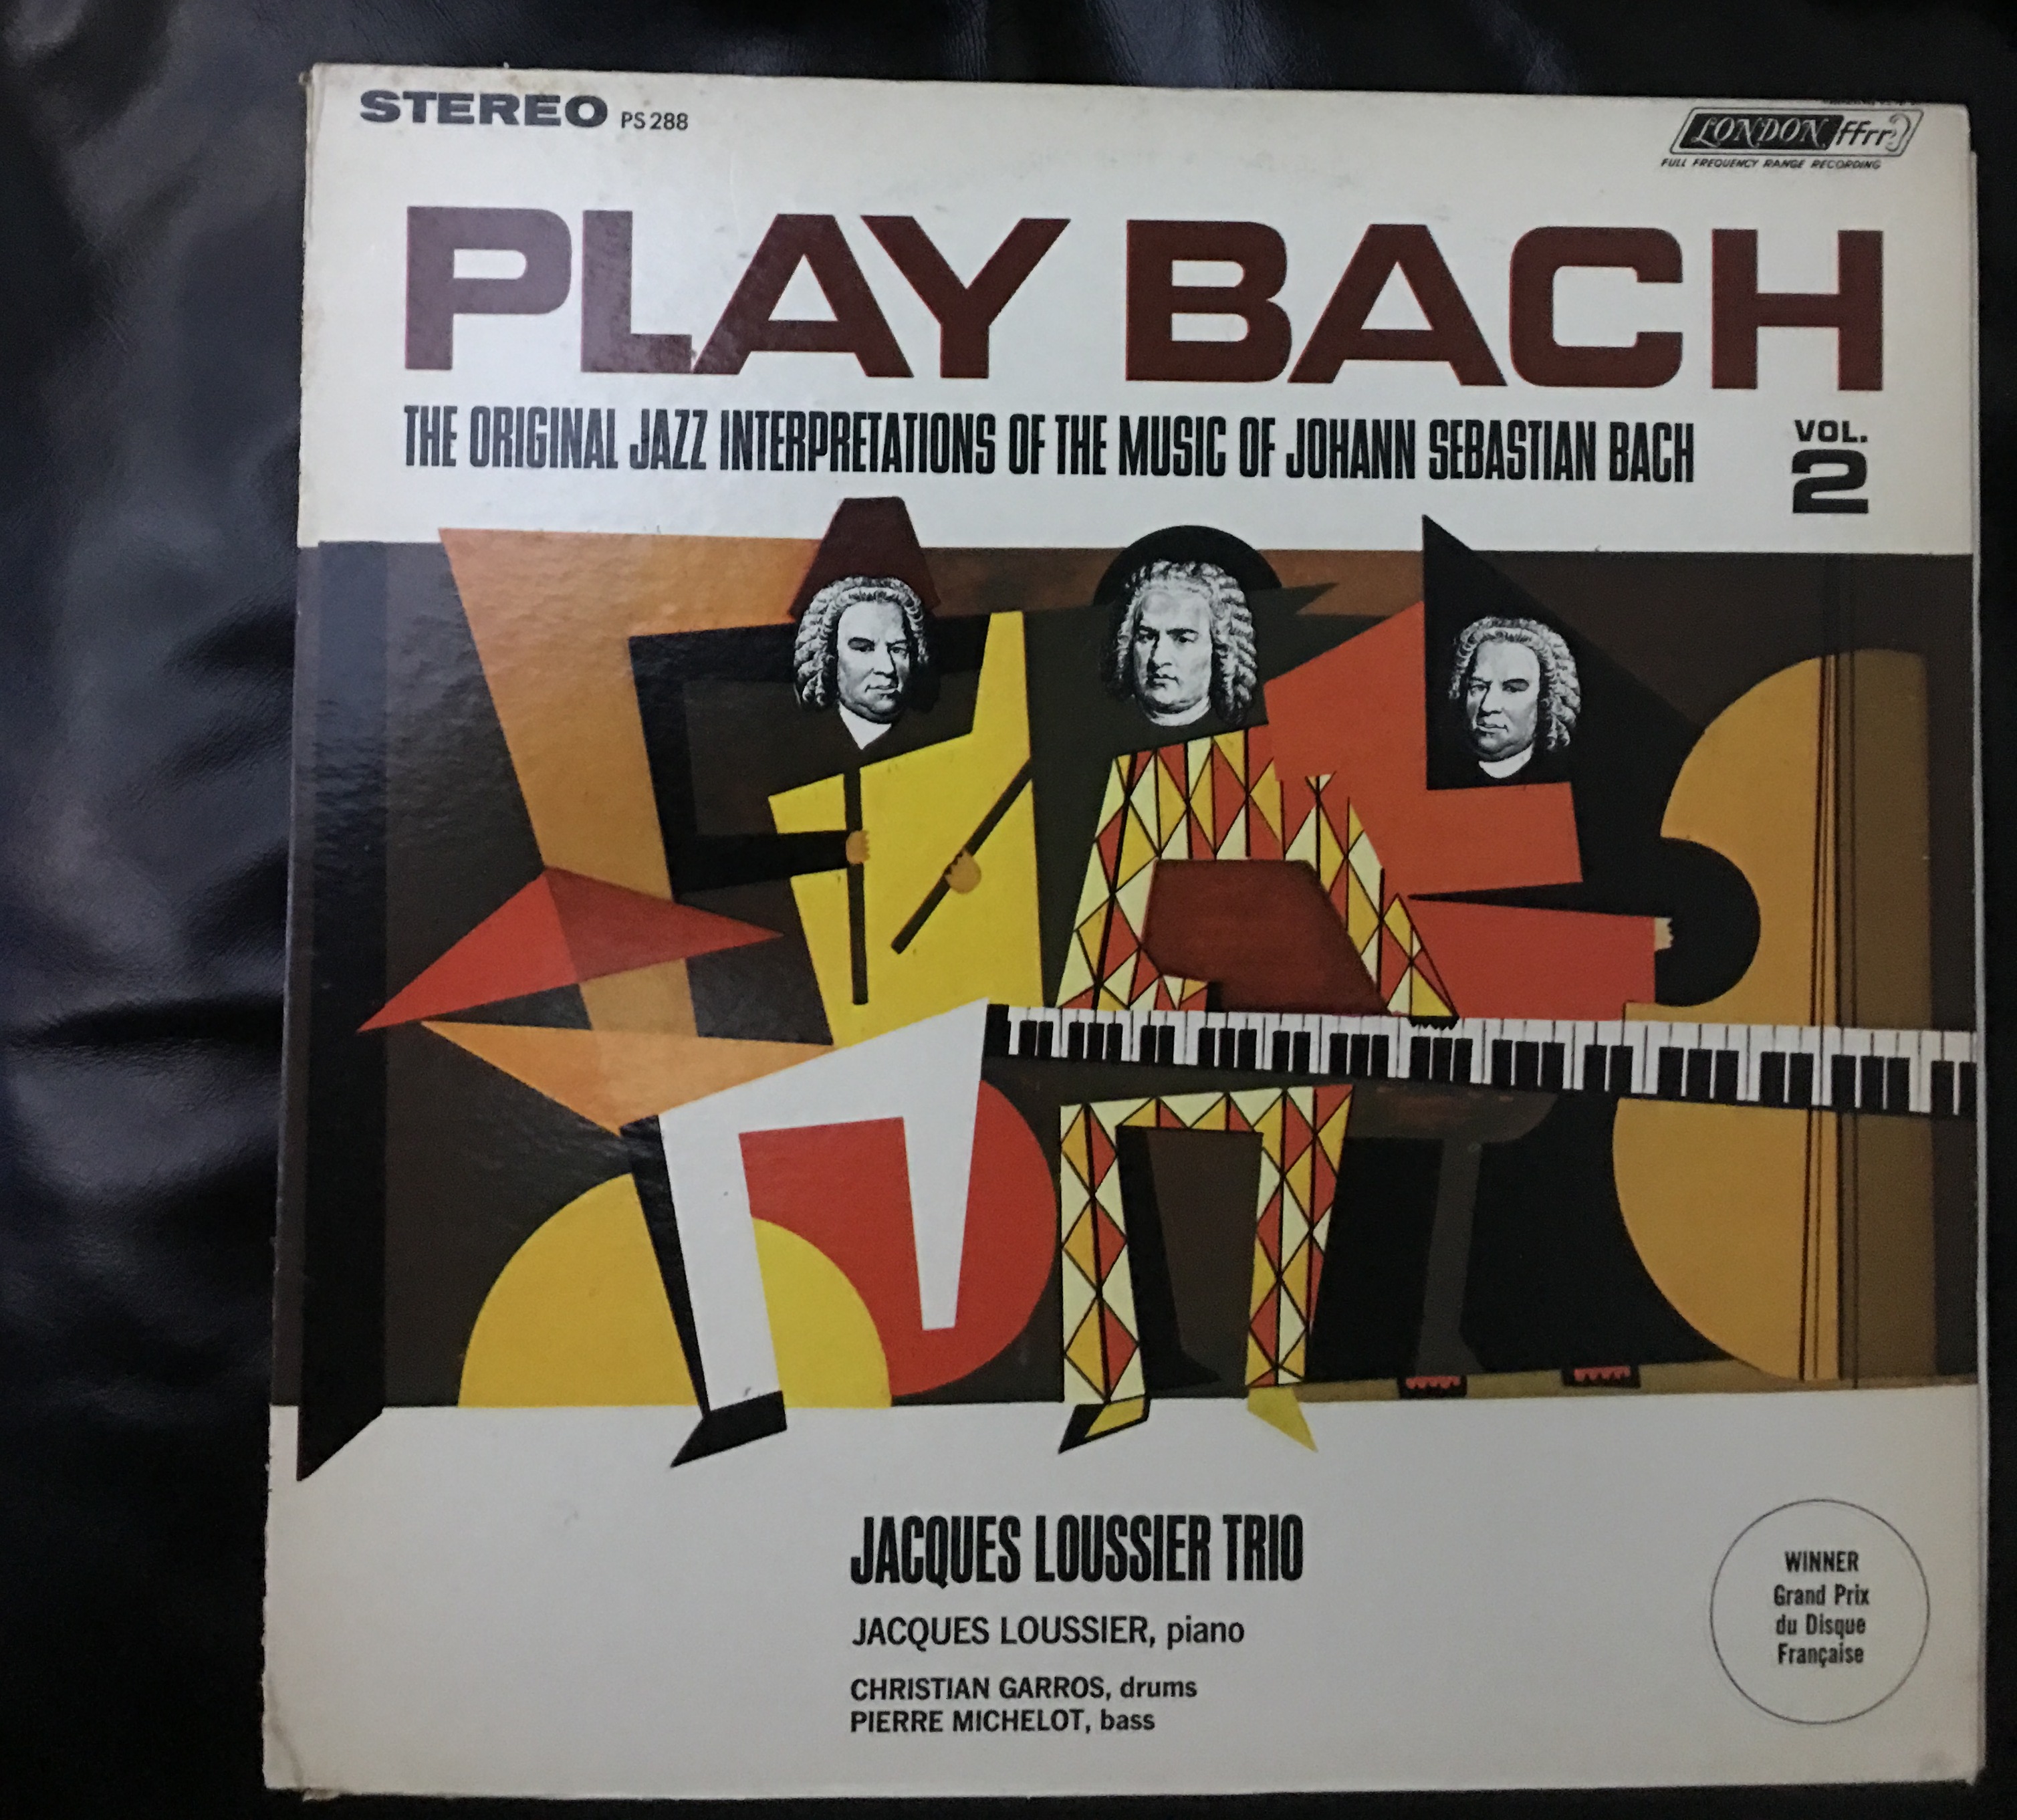 STEREO PS 288
LONDON ffrr
FULL FREQUENCY RANGE RECORDING
PLAY BACH
THE ORIGINAL JAZZ INTERPRETATIONS OF THE MUSIC OF JOHANN SEBASTIAN BACH
VOL.
2
JACQUES LOUSSIER TRIO
JACQUES LOUSSIER, piano
CHRISTIAN GARROS, drums
PIERRE MICHELOT, bass
WINNER
Grand Prix
du Disque
Française